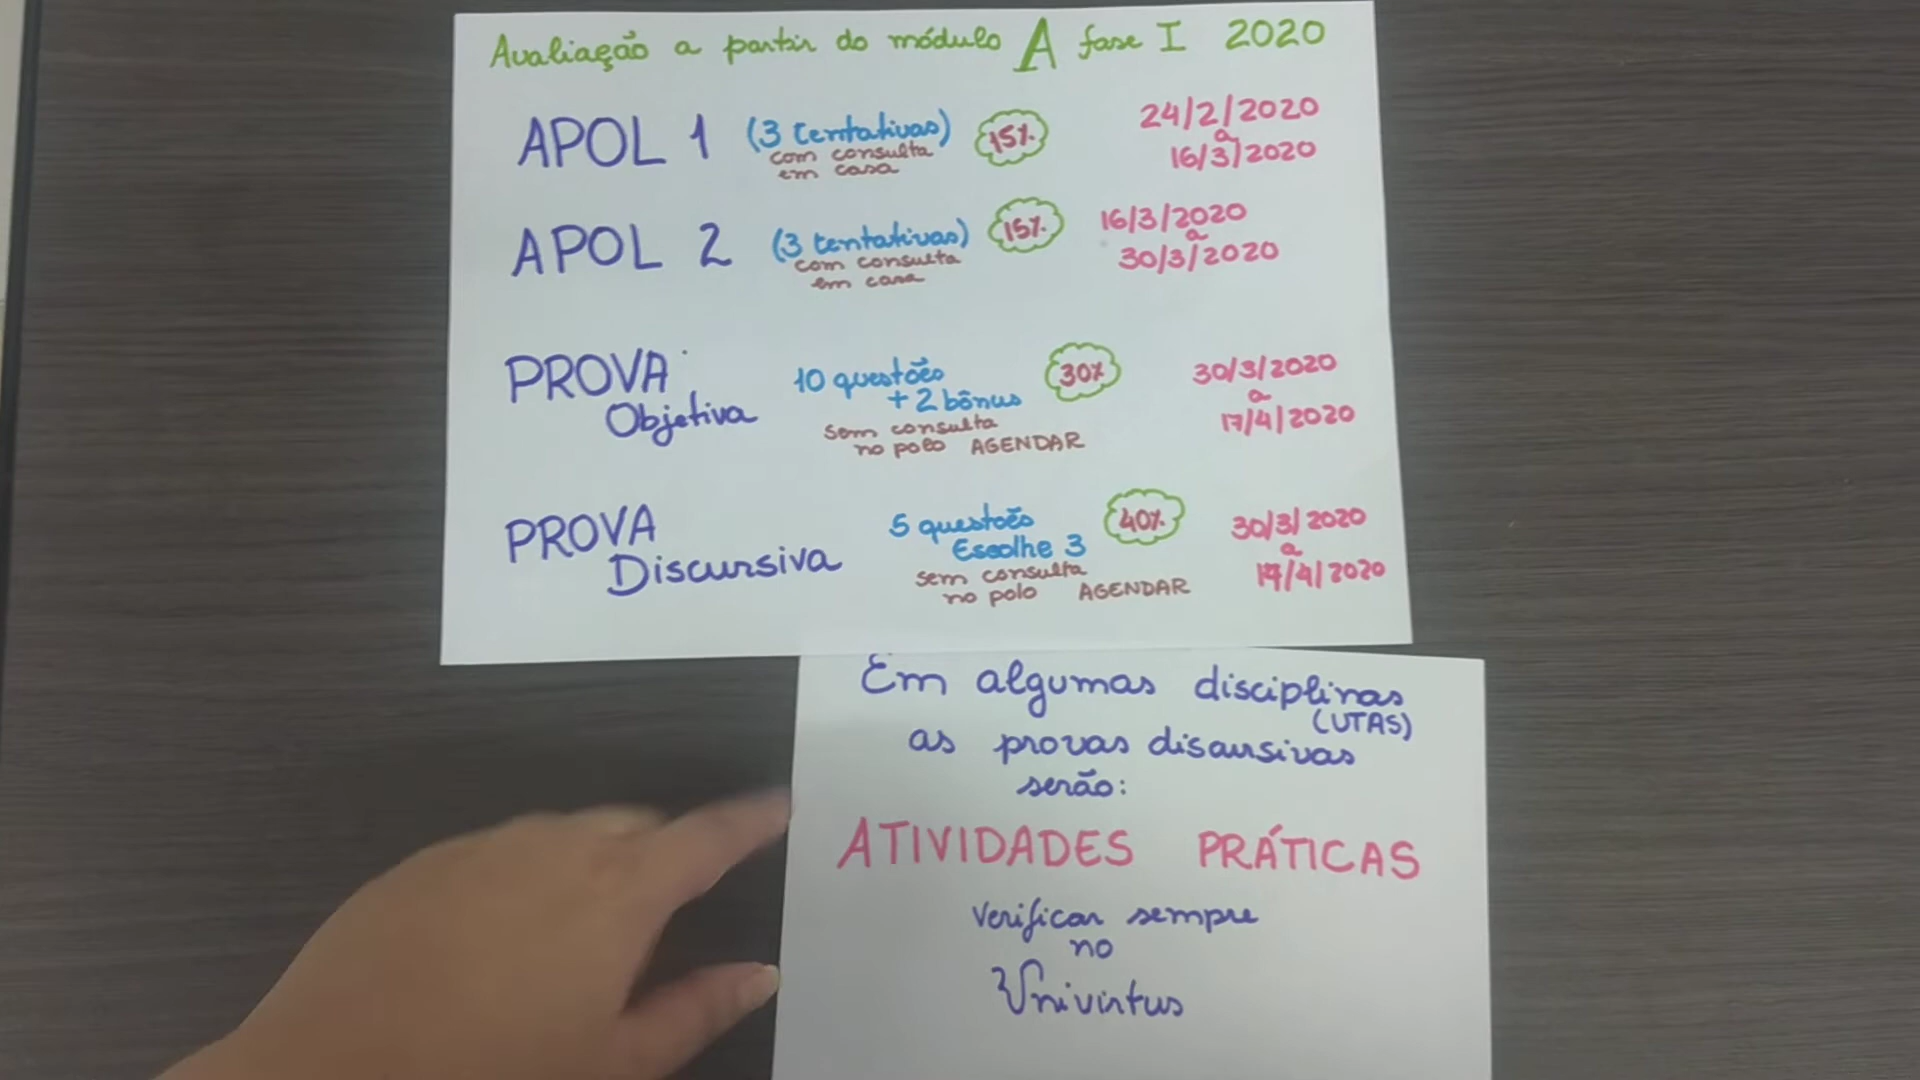 Avaliação a partir do módulo A fase I 2020
APOL 1 (3 tentativas) 15% 24/2/2020
com consulta a
em casa 16/3/2020
APOL 2 (3 tentativas) 15% 16/3/2020
com consulta a
em casa 30/3/2020
PROVA 10 questões 30% 30/3/2020
Objetiva + 2 bônus a
sem consulta 17/4/2020
no polo AGENDAR
PROVA 5 questões 40% 30/3/2020
Discursiva Escolhe 3 a
sem consulta 17/4/2020
no polo AGENDAR
Em algumas disciplinas
(UTAS)
as provas discursivas
serão:
ATIVIDADES PRÁTICAS
Verificar sempre
no
Univirtus